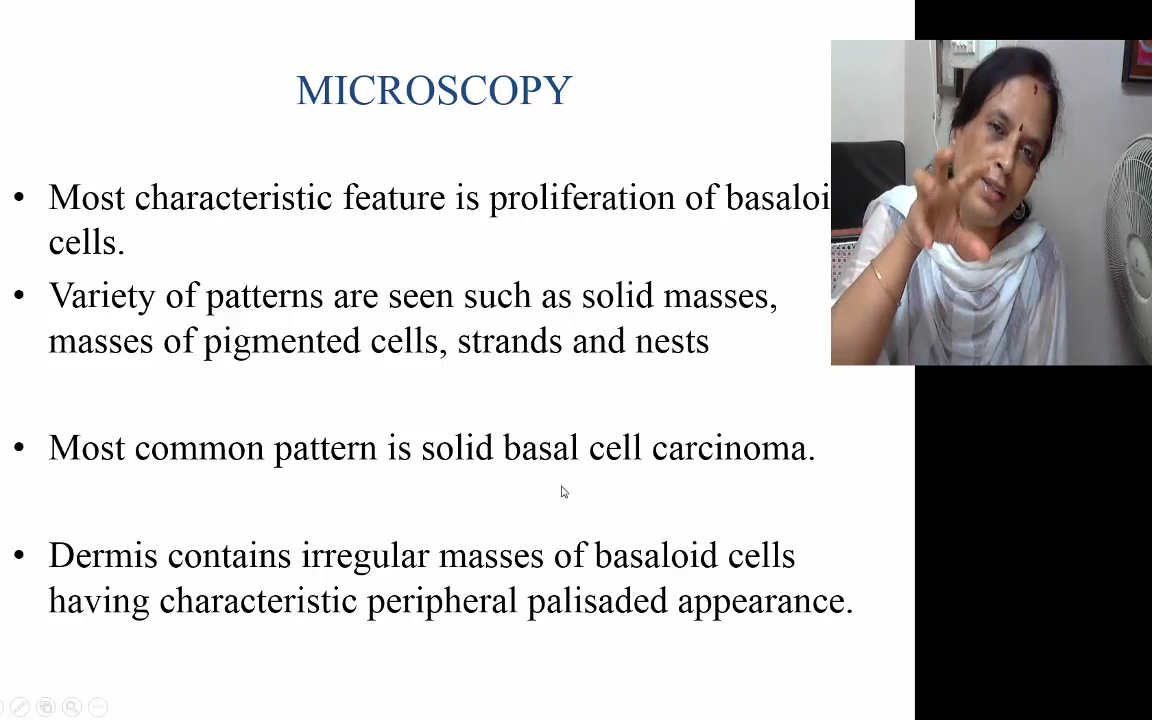 MICROSCOPY
• Most characteristic feature is proliferation of basaloi
cells.
• Variety of patterns are seen such as solid masses,
masses of pigmented cells, strands and nests
• Most common pattern is solid basal cell carcinoma.
• Dermis contains irregular masses of basaloid cells
having characteristic peripheral palisaded appearance.